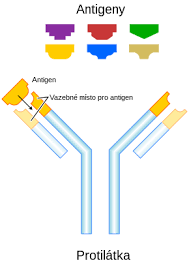 Antigeny
Antigen
Vazebné místo pro antigen
Protilátka